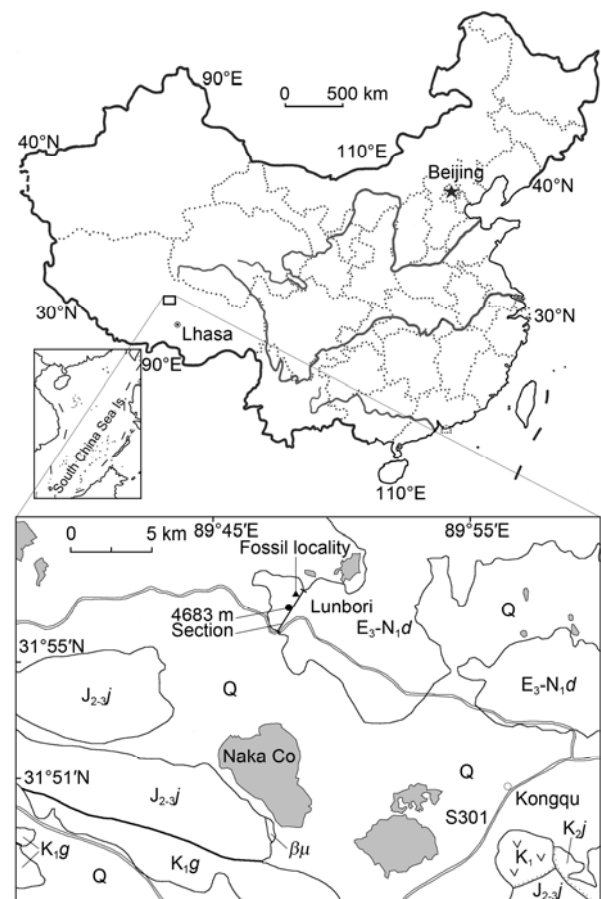 90°E
0 500 km
40°N
110°E
Beijing
40°N
30°N
Lhasa
30°N
90°E
South China Sea Is.
110°E
0 5 km
89°45′E
89°55′E
Fossil locality
4683 m
Section
Lunbori
Q
E₃-N₁d
31°55′N
J₂₋₃j
Q
E₃-N₁d
Naka Co
Q
31°51′N
J₂₋₃j
S301
Kongqu
K₂j
K₁g
βμ
K₁
K₁g
Q
J₂₋₃j